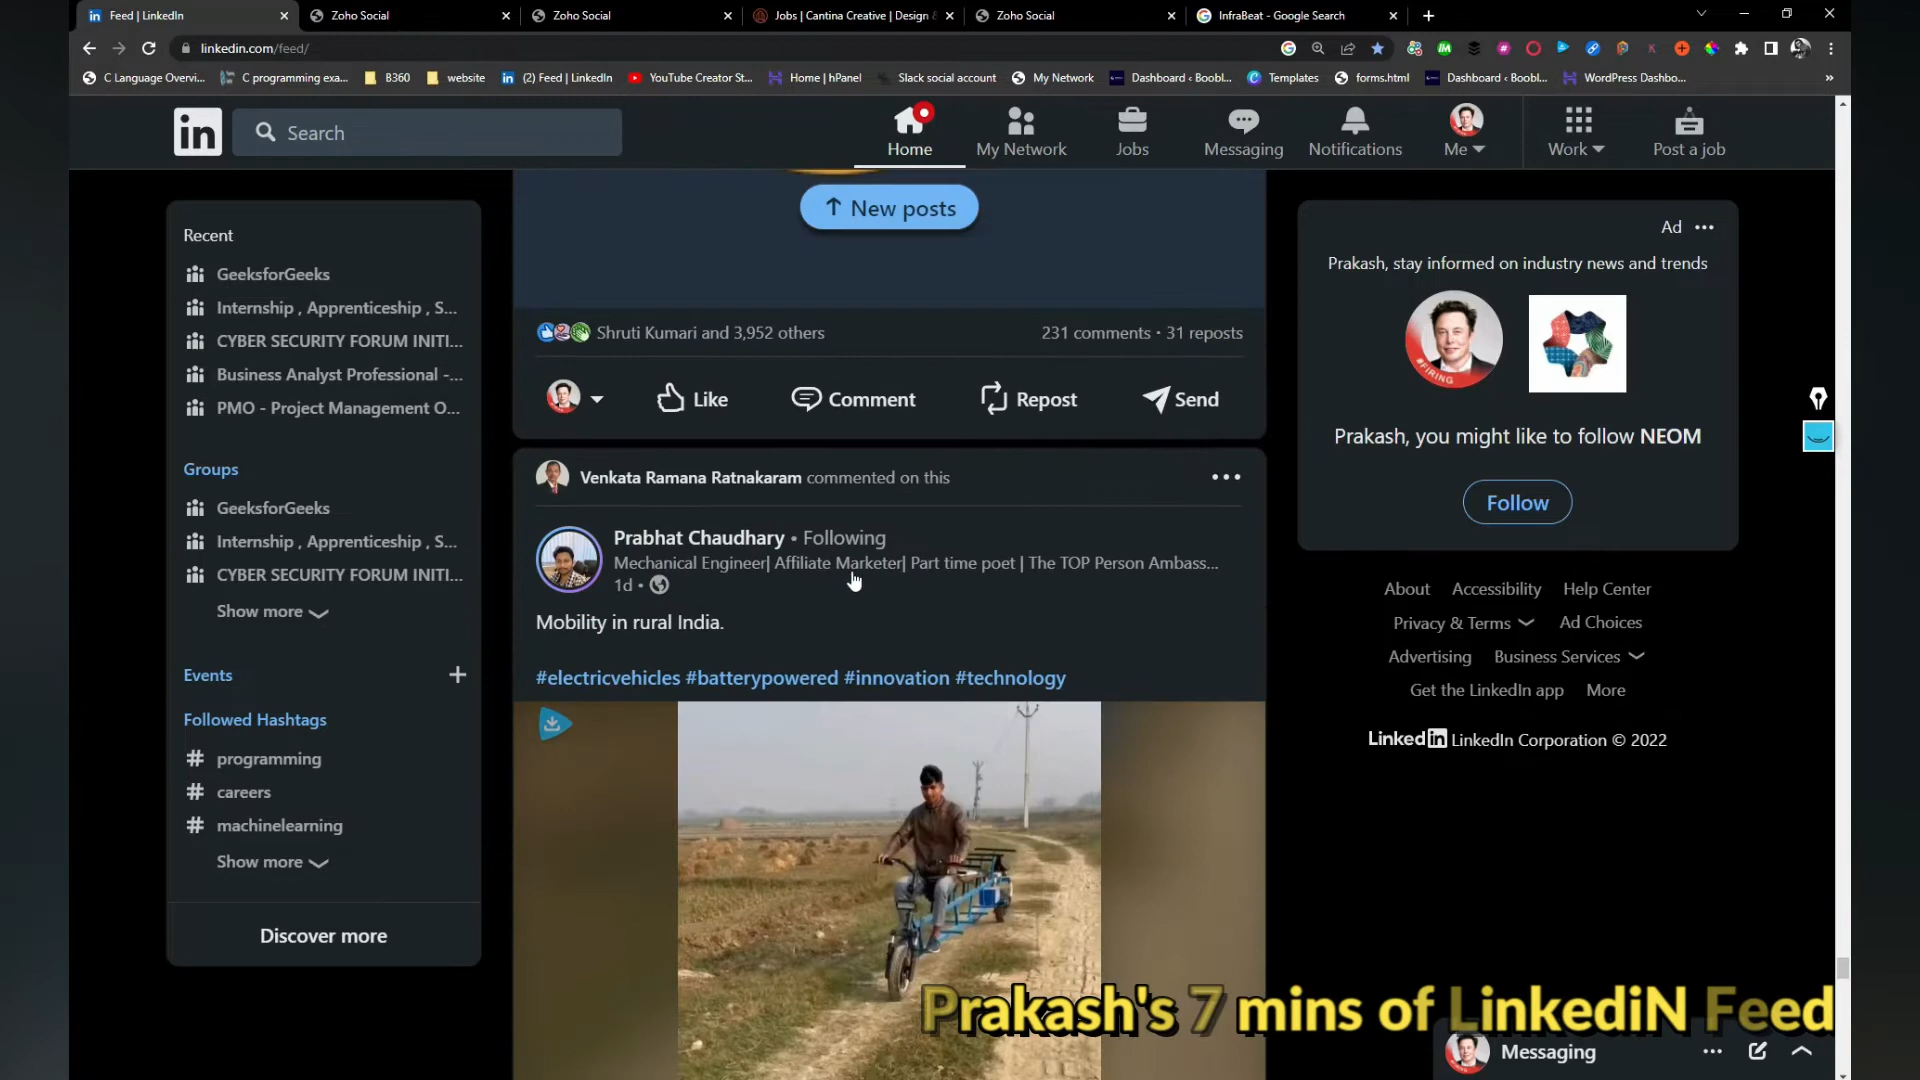 Feed | LinkedIn
Zoho Social
Zoho Social
Jobs | Cantina Creative | Design &
Zoho Social
InfraBeat - Google Search
linkedin.com/feed/
C Language Overvi...
C programming exa...
B360
website
(2) Feed | LinkedIn
YouTube Creator St...
Home | hPanel
Slack social account
My Network
Dashboard ‹ Boobl...
Templates
forms.html
Dashboard ‹ Boobl...
WordPress Dashbo...
in
Search
Home
My Network
Jobs
Messaging
Notifications
Me
Work
Post a job
Recent
GeeksforGeeks
Internship , Apprenticeship , S...
CYBER SECURITY FORUM INITI...
Business Analyst Professional -...
PMO - Project Management O...
Groups
GeeksforGeeks
Internship , Apprenticeship , S...
CYBER SECURITY FORUM INITI...
Show more
Events
Followed Hashtags
# programming
# careers
# machinelearning
Show more
Discover more
New posts
Shruti Kumari and 3,952 others
231 comments • 31 reposts
Like
Comment
Repost
Send
Venkata Ramana Ratnakaram commented on this
Prabhat Chaudhary • Following
Mechanical Engineer| Affiliate Marketer| Part time poet | The TOP Person Ambass...
1d •
Mobility in rural India.
#electricvehicles #batterypowered #innovation #technology
Ad
Prakash, stay informed on industry news and trends
#FIRING
Prakash, you might like to follow NEOM
Follow
About Accessibility Help Center
Privacy & Terms Ad Choices
Advertising Business Services
Get the LinkedIn app More
LinkedIn LinkedIn Corporation © 2022
Prakash's 7 mins of LinkediN Feed
Messaging